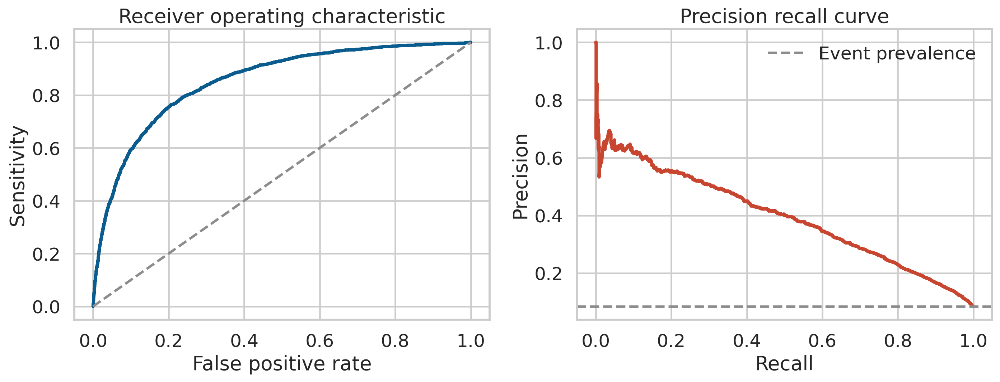 Receiver operating characteristic
1.0
0.8
0.6
0.4
0.2
0.0
Sensitivity
0.0 0.2 0.4 0.6 0.8 1.0
False positive rate
Precision recall curve
Event prevalence
1.0
0.8
0.6
0.4
0.2
Precision
0.0 0.2 0.4 0.6 0.8 1.0
Recall